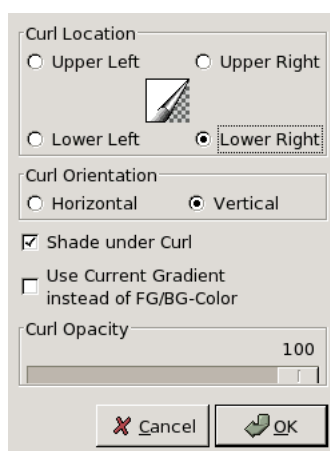 Curl Location
Upper Left Upper Right
Lower Left Lower Right
Curl Orientation
Horizontal Vertical
Shade under Curl
Use Current Gradient
instead of FG/BG-Color
Curl Opacity
100
Cancel OK